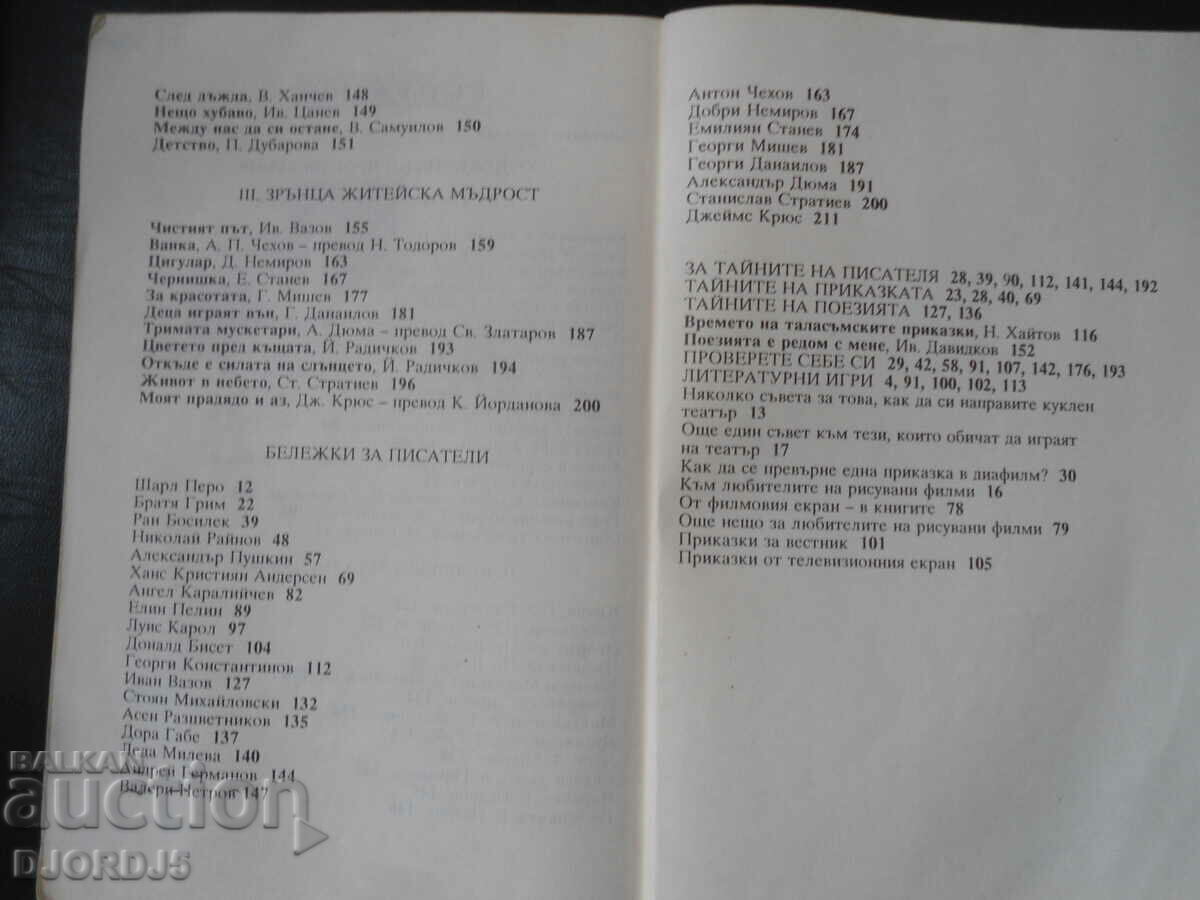 След дъжда, В. Ханчев 148
Нещо хубаво, Ив. Цанев 149
Между нас да си остане, В. Самуилов 150
Детство, П. Дубарова 151
III. ЗРЪНЦА ЖИТЕЙСКА МЪДРОСТ
Чистият път, Ив. Вазов 155
Ванка, А. П. Чехов – превод Н. Тодоров 159
Цигулар, Д. Немиров 163
Чернишка, Е. Станев 167
За красотата, Г. Мишев 177
Деца играят вън, Г. Данаилов 181
Тримата мускетари, А. Дюма – превод Св. Златаров 187
Цветето пред къщата, Й. Радичков 193
Откъде е силата на слънцето, Й. Радичков 194
Живот в небето, Ст. Стратиев 196
Моят прадядо и аз, Дж. Крюс – превод К. Йорданова 200
БЕЛЕЖКИ ЗА ПИСАТЕЛИ
Шарл Перо 12
Братя Грим 22
Ран Босилек 39
Николай Райнов 48
Александър Пушкин 57
Ханс Кристиян Андерсен 69
Ангел Каралийчев 82
Елин Пелин 89
Луис Карол 97
Доналд Бисет 104
Георги Константинов 112
Иван Вазов 127
Стоян Михайловски 132
Асен Разцветников 135
Дора Габе 137
Леда Милева 140
Андрей Германов 144
Валери Петров 147
Антон Чехов 163
Добри Немиров 167
Емилиян Станев 174
Георги Мишев 181
Георги Данаилов 187
Александър Дюма 191
Станислав Стратиев 200
Джеймс Крюс 211
ЗА ТАЙНИТЕ НА ПИСАТЕЛЯ 28, 39, 90, 112, 141, 144, 192
ТАЙНИТЕ НА ПРИКАЗКАТА 23, 28, 40, 69
ТАЙНИТЕ НА ПОЕЗИЯТА 127, 136
Времето на таласъмските приказки, Н. Хайтов 116
Поезията е редом с мене, Ив. Давидков 152
ПРОВЕРЕТЕ СЕБЕ СИ 29, 42, 58, 91, 107, 142, 176, 193
ЛИТЕРАТУРНИ ИГРИ 4, 91, 100, 102, 113
Няколко съвета за това, как да си направите куклен
театър 13
Още един съвет към тези, които обичат да играят
на театър 17
Как да се превърне една приказка в диафилм? 30
Към любителите на рисувани филми 16
От филмовия екран – в книгите 78
Още нещо за любителите на рисувани филми 79
Приказки за вестник 101
Приказки от телевизионния екран 105
BALKAN
auction
DJORDJ5